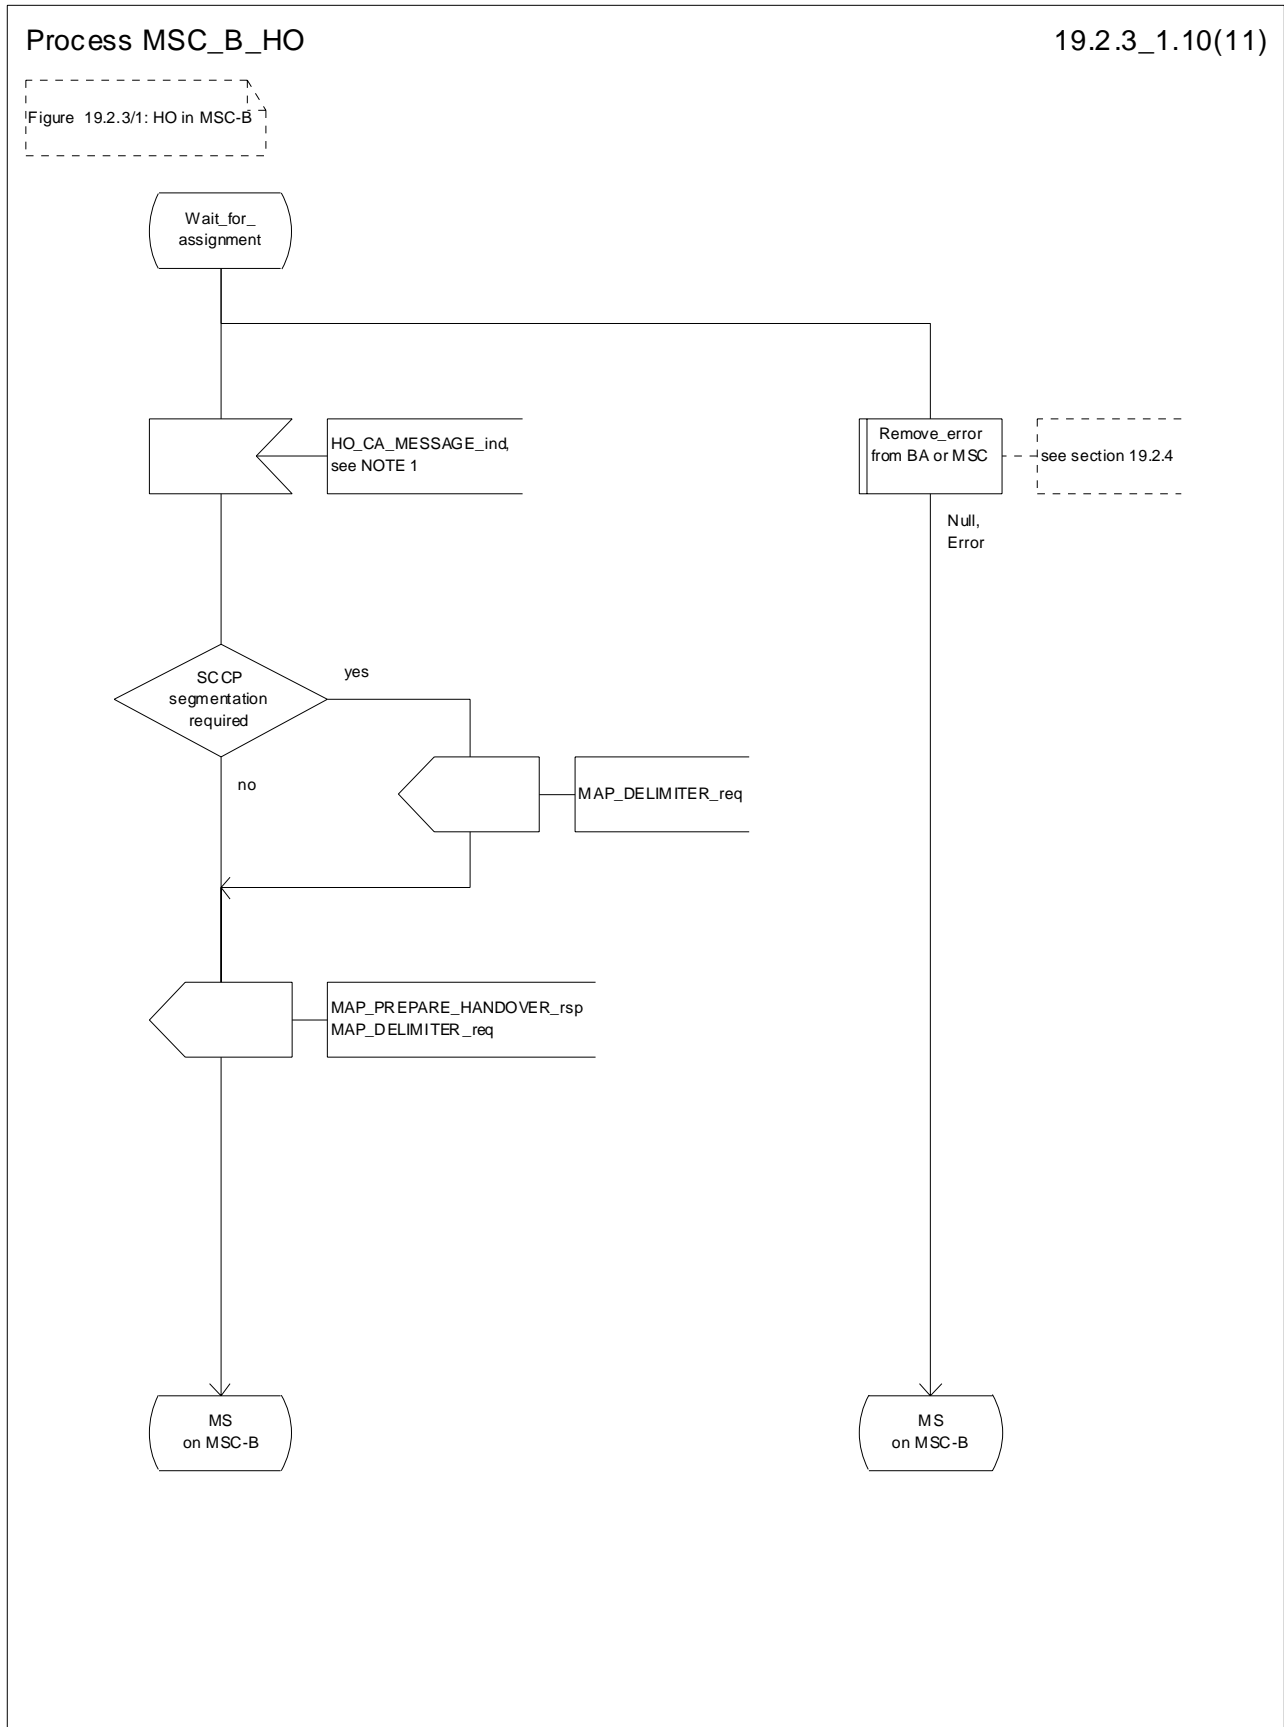 Process MSC_B_HO
19.2.3_1.10(11)
Figure 19.2.3/1: HO in MSC-B
Wait_for_
assignment
HO_CA_MESSAGE_ind,
see NOTE 1
Remove_error
from BA or MSC
see section 19.2.4
Null,
Error
SCCP
segmentation
required
yes
no
MAP_DELIMITER_req
MAP_PREPARE_HANDOVER_rsp
MAP_DELIMITER_req
MS
on MSC-B
MS
on MSC-B